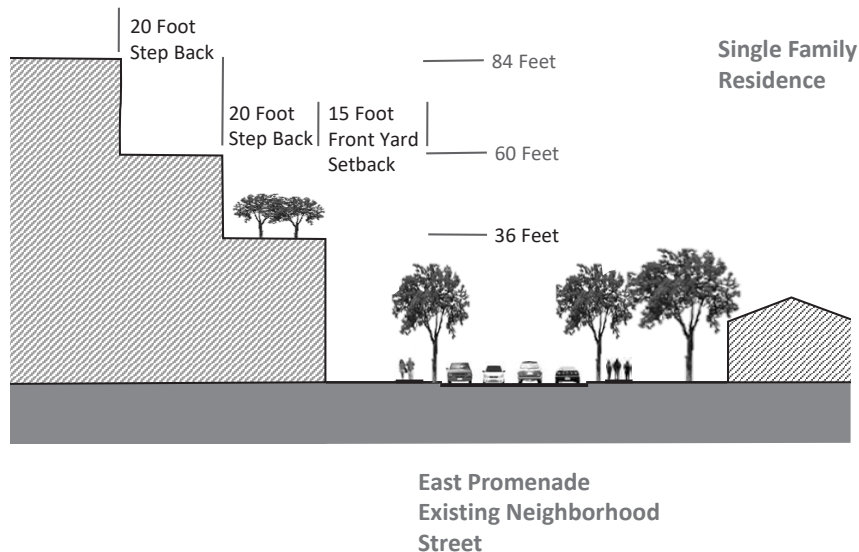 20 Foot
Step Back
84 Feet
Single Family
Residence
20 Foot
Step Back
15 Foot
Front Yard
Setback
60 Feet
36 Feet
East Promenade
Existing Neighborhood
Street